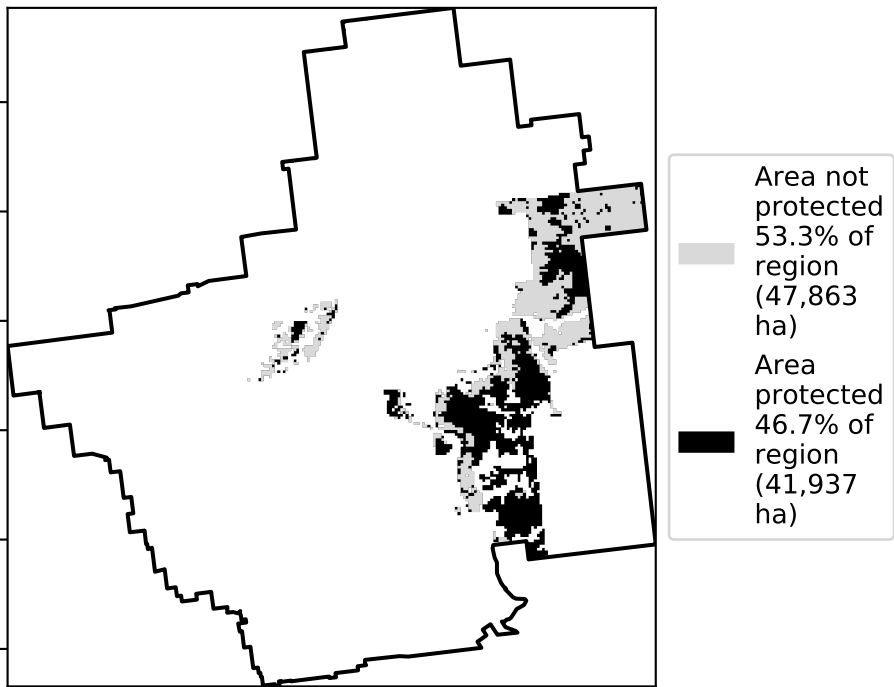 Area not
protected
53.3% of
region
(47,863
ha)
Area
protected
46.7% of
region
(41,937
ha)